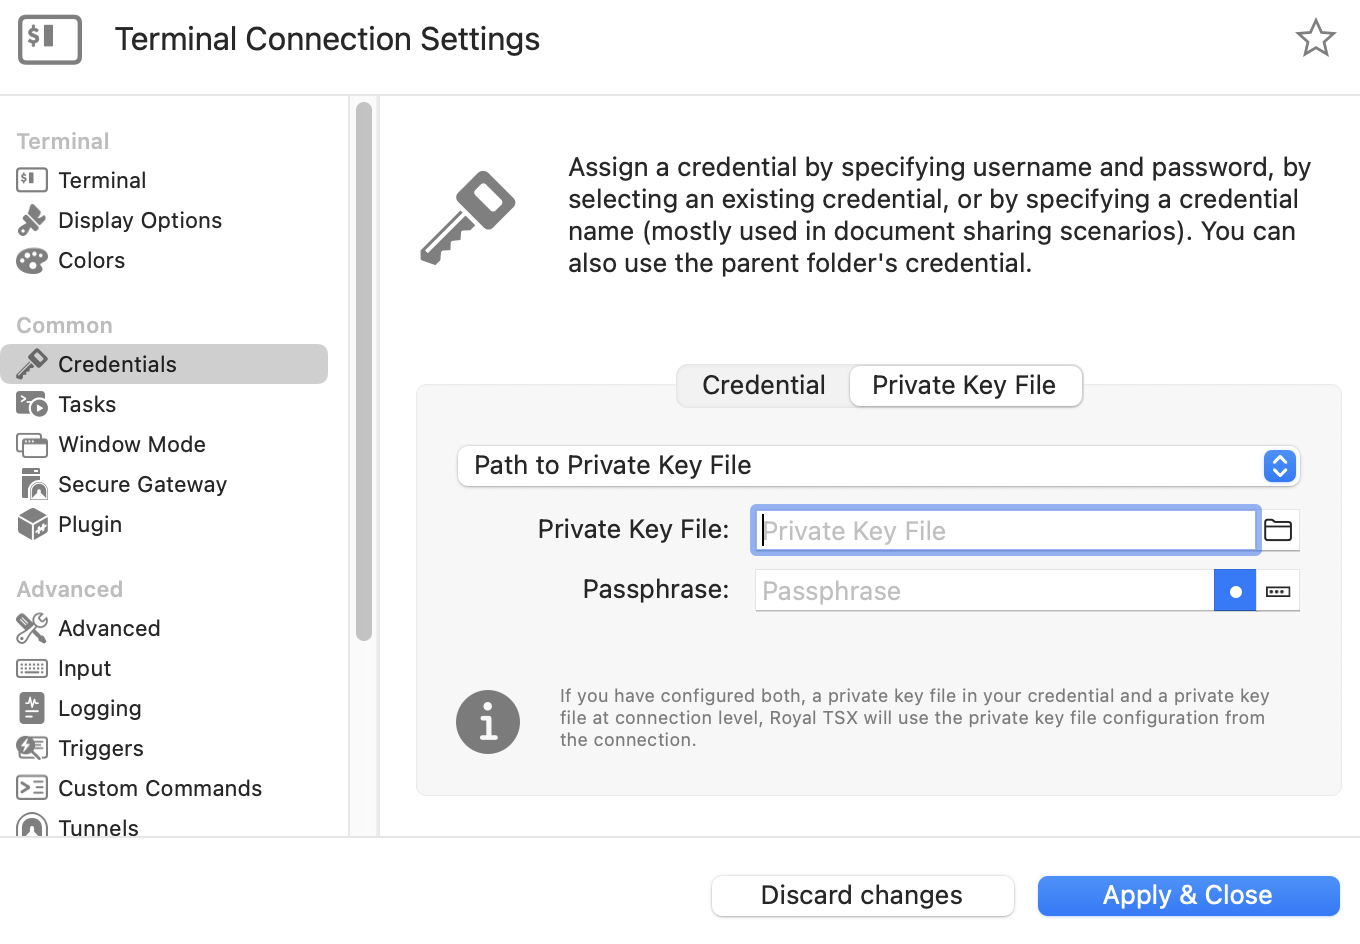 Terminal Connection Settings
Terminal
Terminal
Display Options
Colors
Common
Credentials
Tasks
Window Mode
Secure Gateway
Plugin
Advanced
Advanced
Input
Logging
Triggers
Custom Commands
Tunnels
Assign a credential by specifying username and password, by
selecting an existing credential, or by specifying a credential
name (mostly used in document sharing scenarios). You can
also use the parent folder's credential.
Credential
Private Key File
Path to Private Key File
Private Key File: Private Key File
Passphrase: Passphrase
If you have configured both, a private key file in your credential and a private key
file at connection level, Royal TSX will use the private key file configuration from
the connection.
Discard changes
Apply & Close